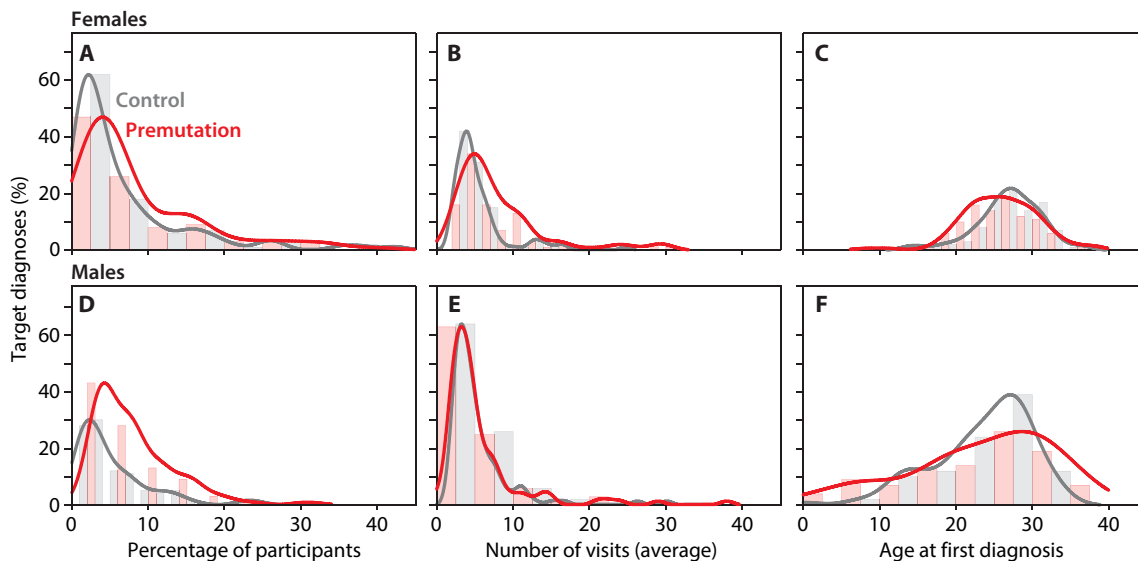 Females
A
B
C
Control
Premutation
60
40
20
0
Males
D
E
F
60
40
20
0
Target diagnoses (%)
0 10 20 30 40
0 10 20 30 40
0 10 20 30 40
Percentage of participants
Number of visits (average)
Age at first diagnosis